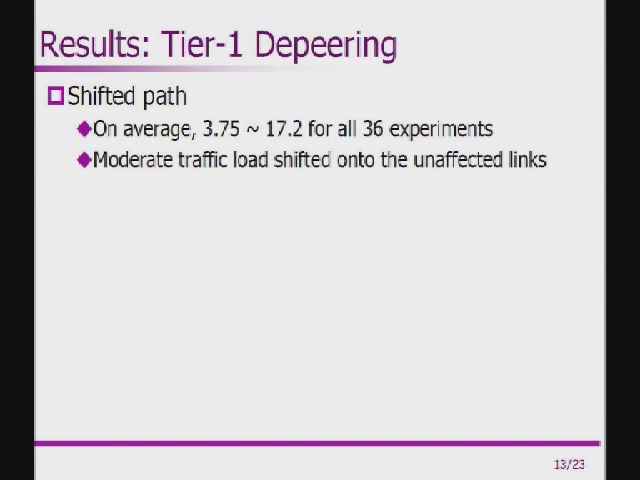 Results: Tier-1 Depeering
Shifted path
On average, 3.75 ~ 17.2 for all 36 experiments
Moderate traffic load shifted onto the unaffected links
13/23